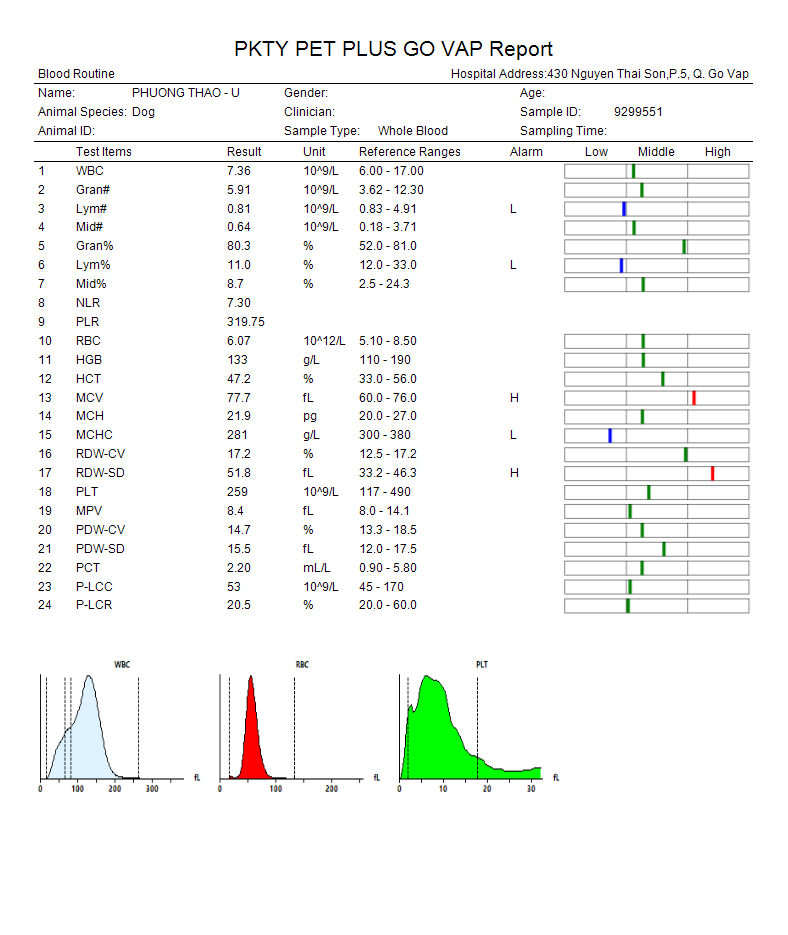 PKTY PET PLUS GO VAP Report
Blood Routine Hospital Address:430 Nguyen Thai Son,P.5, Q. Go Vap
Name: PHUONG THAO - U Gender: Age:
Animal Species: Dog Clinician: Sample ID: 9299551
Animal ID: Sample Type: Whole Blood Sampling Time:
Test Items Result Unit Reference Ranges Alarm Low Middle High
1 WBC 7.36 10^9/L 6.00 - 17.00
2 Gran# 5.91 10^9/L 3.62 - 12.30
3 Lym# 0.81 10^9/L 0.83 - 4.91 L
4 Mid# 0.64 10^9/L 0.18 - 3.71
5 Gran% 80.3 % 52.0 - 81.0
6 Lym% 11.0 % 12.0 - 33.0 L
7 Mid% 8.7 % 2.5 - 24.3
8 NLR 7.30
9 PLR 319.75
10 RBC 6.07 10^12/L 5.10 - 8.50
11 HGB 133 g/L 110 - 190
12 HCT 47.2 % 33.0 - 56.0
13 MCV 77.7 fL 60.0 - 76.0 H
14 MCH 21.9 pg 20.0 - 27.0
15 MCHC 281 g/L 300 - 380 L
16 RDW-CV 17.2 % 12.5 - 17.2
17 RDW-SD 51.8 fL 33.2 - 46.3 H
18 PLT 259 10^9/L 117 - 490
19 MPV 8.4 fL 8.0 - 14.1
20 PDW-CV 14.7 % 13.3 - 18.5
21 PDW-SD 15.5 fL 12.0 - 17.5
22 PCT 2.20 mL/L 0.90 - 5.80
23 P-LCC 53 10^9/L 45 - 170
24 P-LCR 20.5 % 20.0 - 60.0
WBC RBC PLT
fL fL fL
0 100 200 300 0 100 200 0 10 20 30